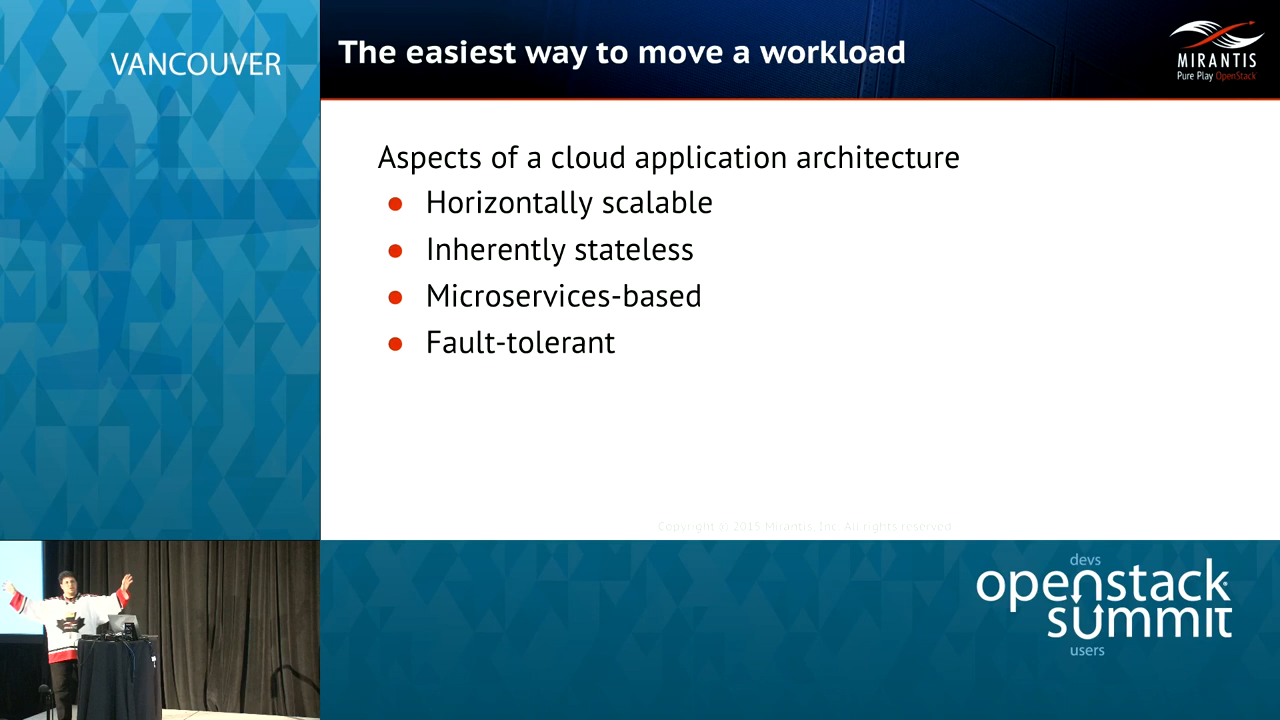 VANCOUVER
The easiest way to move a workload
MIRANTIS
Pure Play OpenStack
Aspects of a cloud application architecture
● Horizontally scalable
● Inherently stateless
● Microservices-based
● Fault-tolerant
Copyright © 2015 Mirantis, Inc. All rights reserved
devs
openstack
summit
users